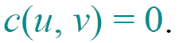 c(u, v) = 0.